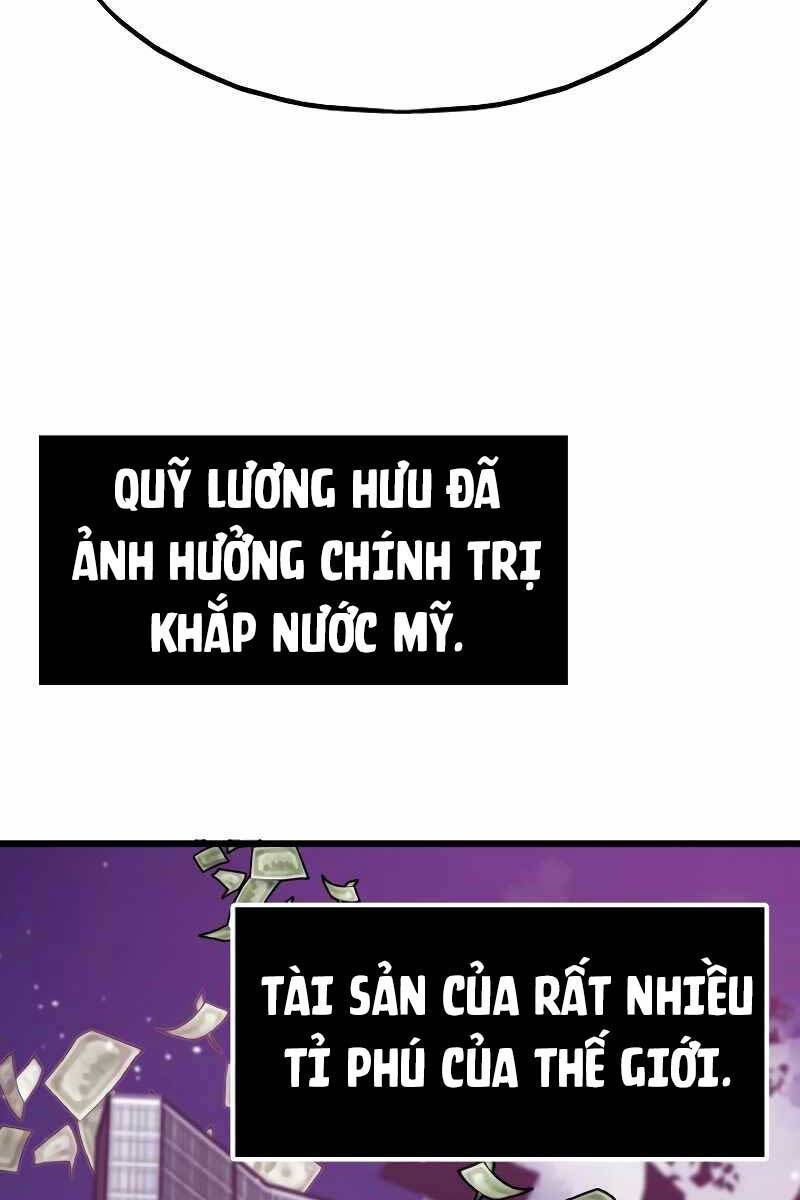 QUỸ LƯƠNG HƯU ĐÃ
ẢNH HƯỞNG CHÍNH TRỊ
KHẮP NƯỚC MỸ.
TÀI SẢN CỦA RẤT NHIỀU
TỈ PHÚ CỦA THẾ GIỚI.